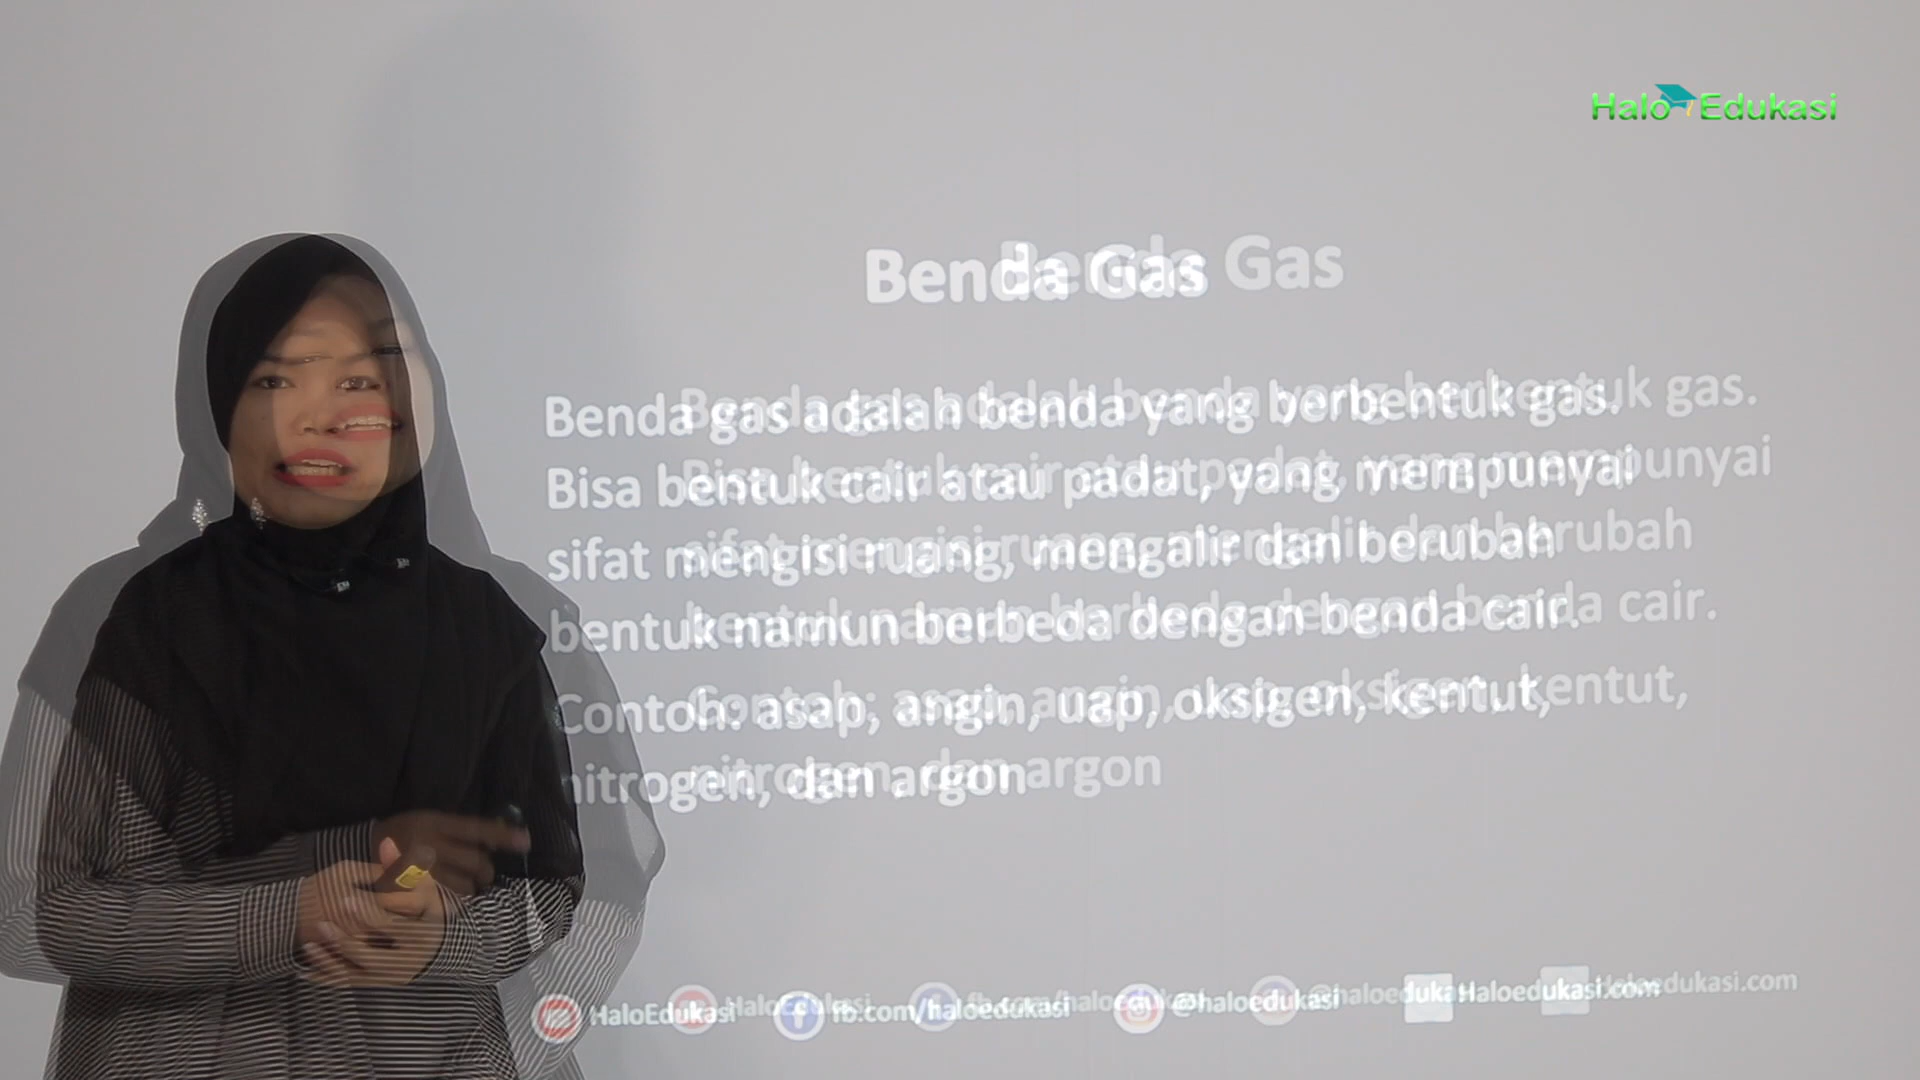 Halo Edukasi
Benda Gas
Benda gas adalah benda yang berbentuk gas.
Bisa bentuk cair atau padat, yang mempunyai
sifat mengisi ruang, mengalir dan berubah
bentuk namun berbeda dengan benda cair.
Contoh: asap, angin, uap, oksigen, kentut,
nitrogen, dan argon
HaloEdukasi fb.com/haloedukasi @haloedukasi Haloedukasi.com